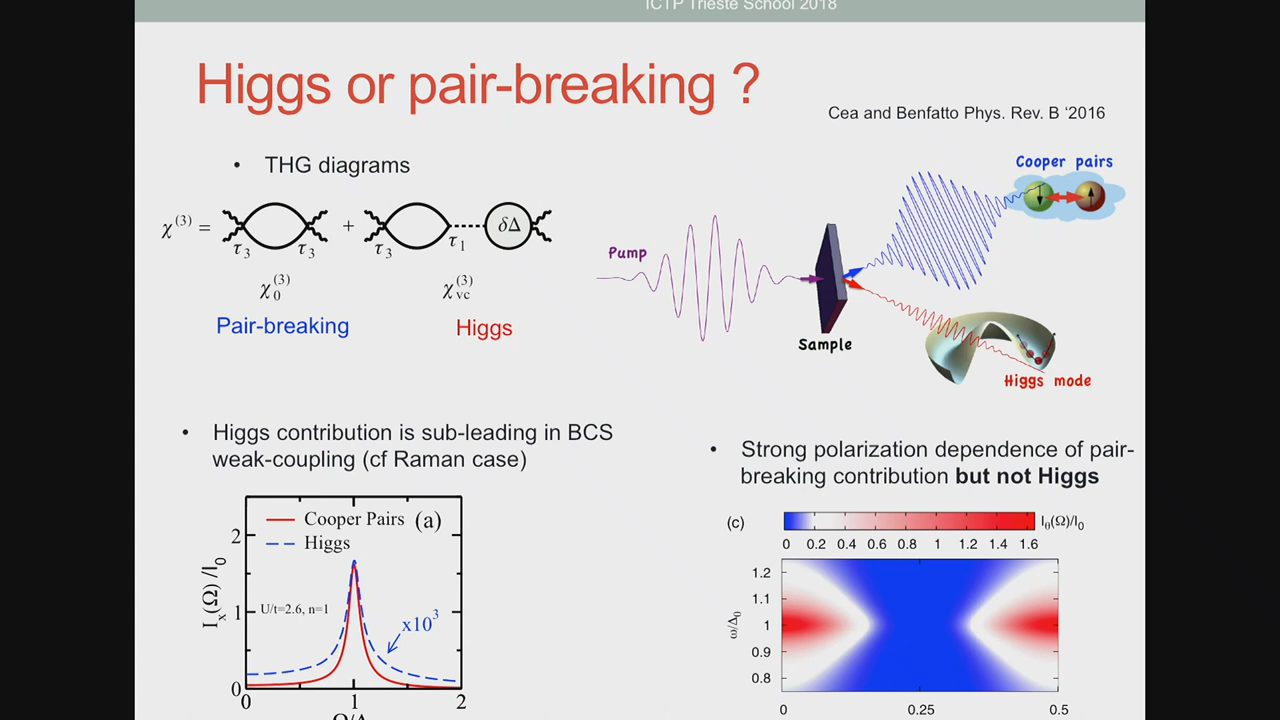 ICTP Trieste School 2018
Higgs or pair-breaking ?
Cea and Benfatto Phys. Rev. B ‘2016
• THG diagrams
χ(3) = τ3 τ3 + τ3 τ1 δΔ
χ0(3) χvc(3)
Pair-breaking Higgs
Cooper pairs
Pump
Sample
Higgs mode
• Higgs contribution is sub-leading in BCS
weak-coupling (cf Raman case)
• Strong polarization dependence of pair-
breaking contribution but not Higgs
Cooper Pairs (a)
Higgs
U/t=2.6, n=1
x10³
Ix(Ω) /I0
2
1
0
0 1 2
(c)
Iθ(Ω)/I0
0 0.2 0.4 0.6 0.8 1 1.2 1.4 1.6
ω/Δ0
1.2
1.1
1
0.9
0.8
0 0.25 0.5